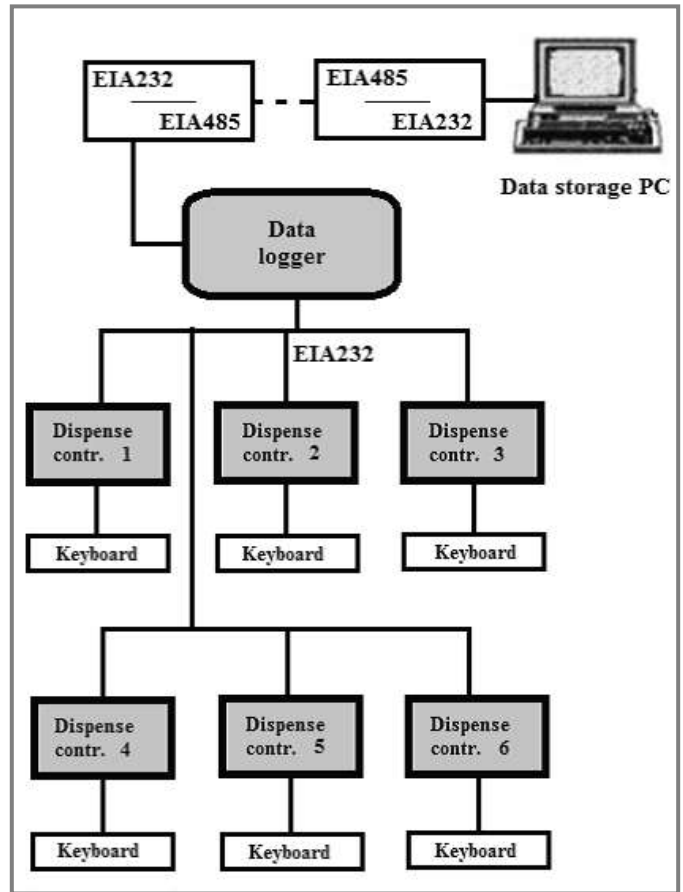 EIA232
EIA485
EIA485
EIA232
Data storage PC
Data
logger
EIA232
Dispense
contr. 1
Dispense
contr. 2
Dispense
contr. 3
Keyboard
Keyboard
Keyboard
Dispense
contr. 4
Dispense
contr. 5
Dispense
contr. 6
Keyboard
Keyboard
Keyboard